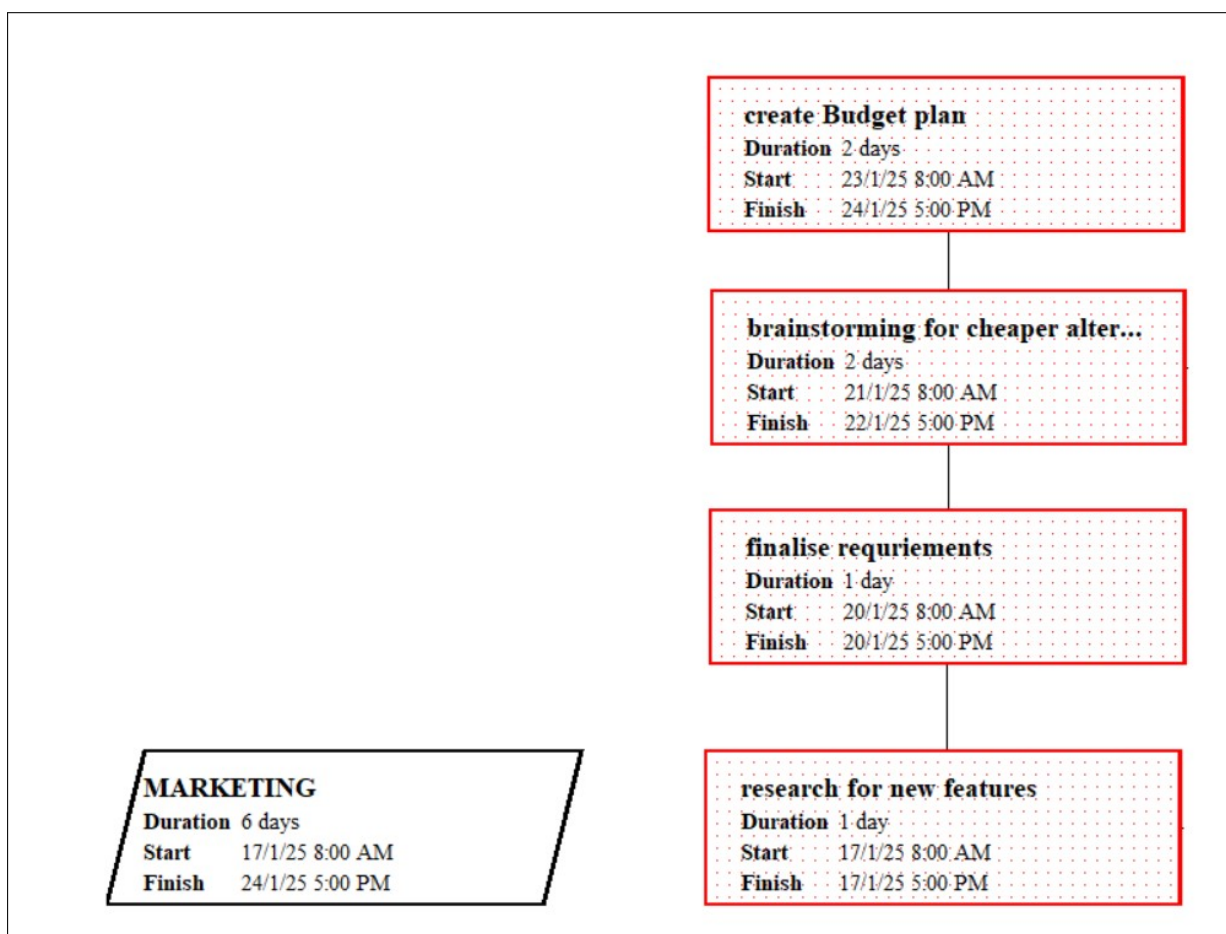 create Budget plan
Duration 2 days
Start 23/1/25 8:00 AM
Finish 24/1/25 5:00 PM
brainstorming for cheaper alter...
Duration 2 days
Start 21/1/25 8:00 AM
Finish 22/1/25 5:00 PM
finalise requriements
Duration 1 day
Start 20/1/25 8:00 AM
Finish 20/1/25 5:00 PM
MARKETING
Duration 6 days
Start 17/1/25 8:00 AM
Finish 24/1/25 5:00 PM
research for new features
Duration 1 day
Start 17/1/25 8:00 AM
Finish 17/1/25 5:00 PM